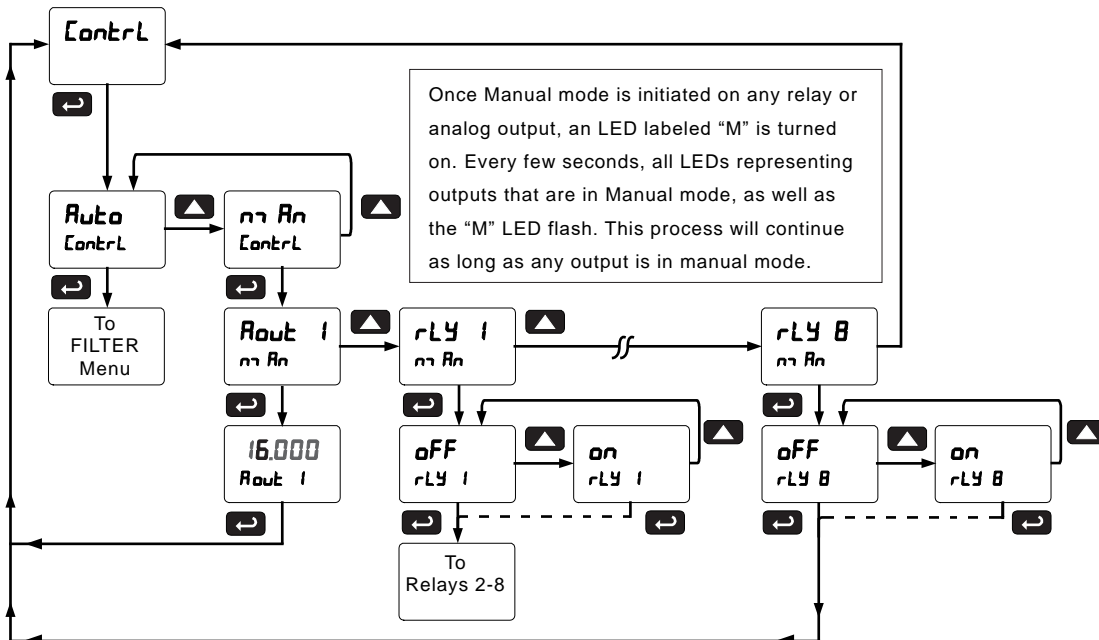 ContrL
Once Manual mode is initiated on any relay or
analog output, an LED labeled “M” is turned
on. Every few seconds, all LEDs representing
outputs that are in Manual mode, as well as
the “M” LED flash. This process will continue
as long as any output is in manual mode.
Auto
ContrL
mAn
ContrL
To
FILTER
Menu
Aout 1
mAn
rLY 1
mAn
rLY 8
mAn
16.000
Aout 1
oFF
rLY 1
on
rLY 1
oFF
rLY 8
on
rLY 8
To
Relays 2-8